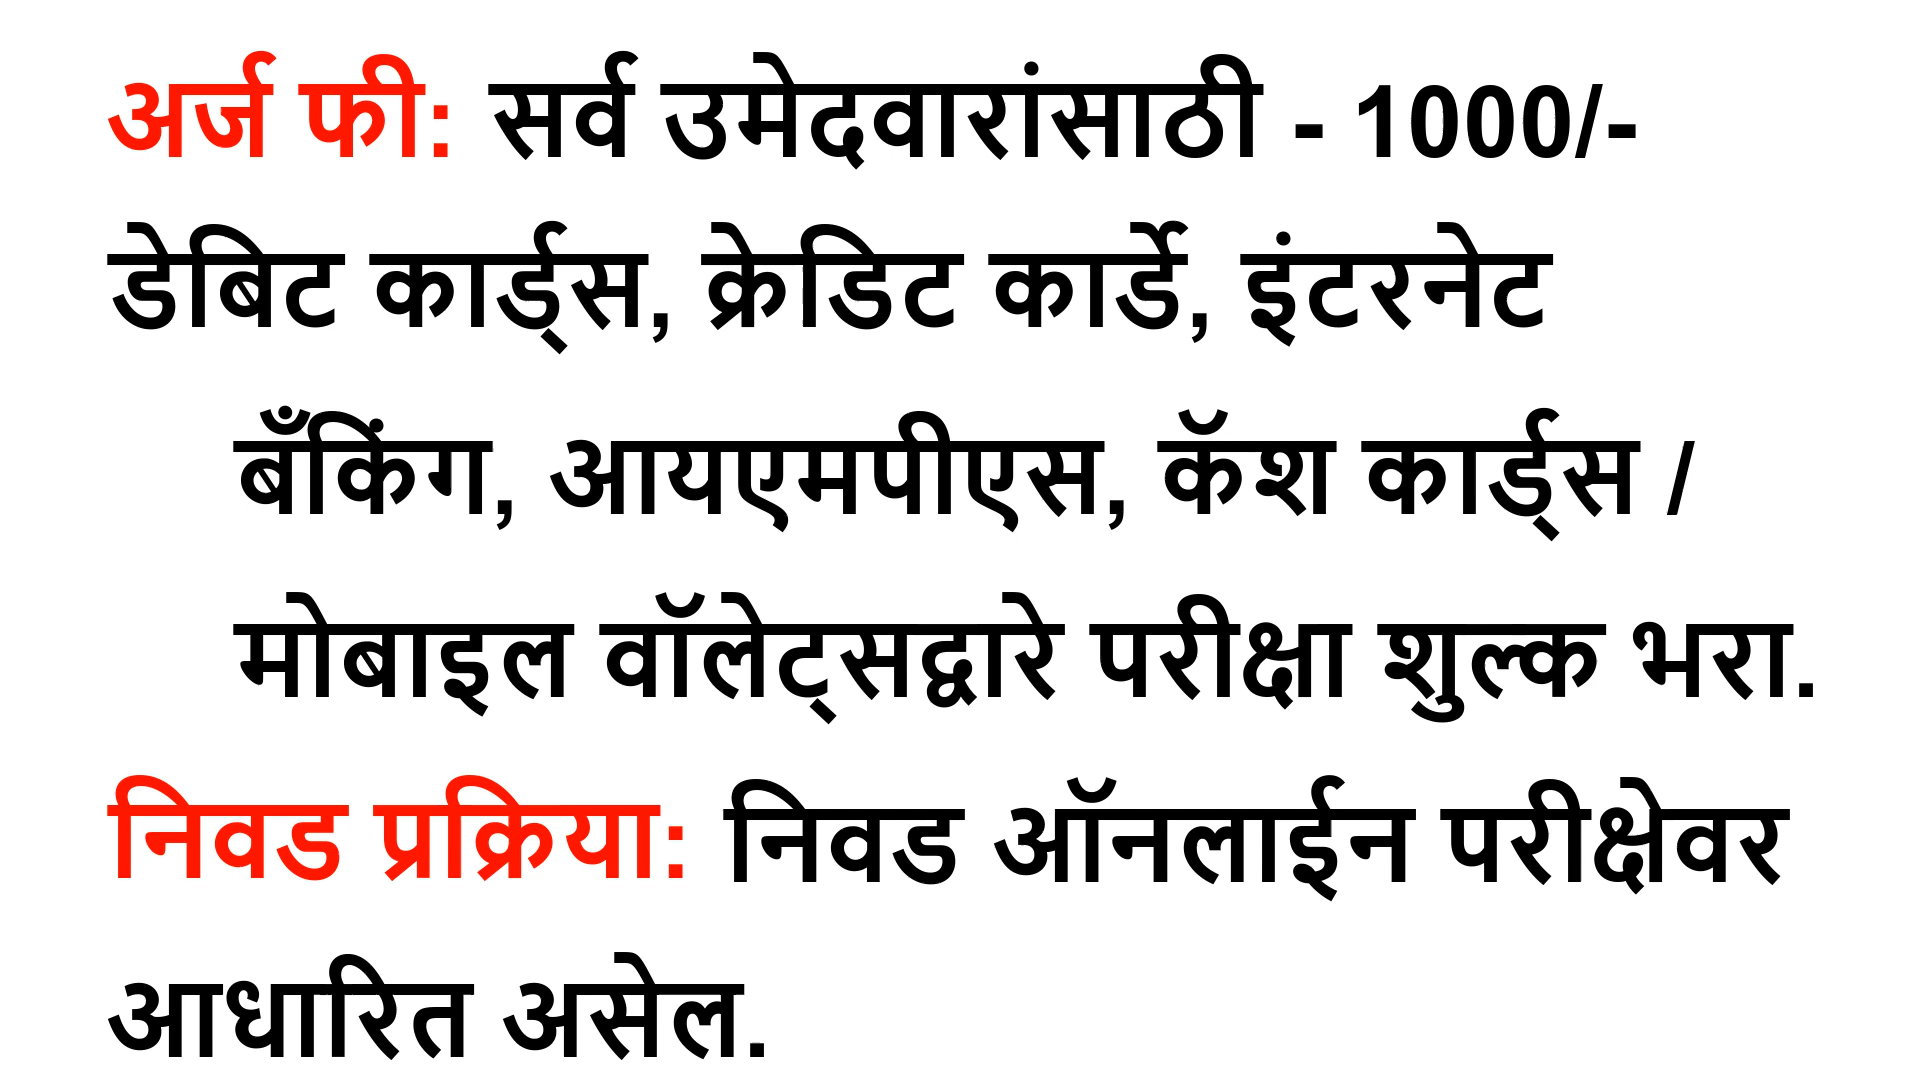 अर्ज फी: सर्व उमेदवारांसाठी - 1000/-
डेबिट कार्ड्स, क्रेडिट कार्डे, इंटरनेट
बँकिंग, आयएमपीएस, कॅश कार्ड्स /
मोबाइल वॉलेट्सद्वारे परीक्षा शुल्क भरा.
निवड प्रक्रिया: निवड ऑनलाईन परीक्षेवर
आधारित असेल.